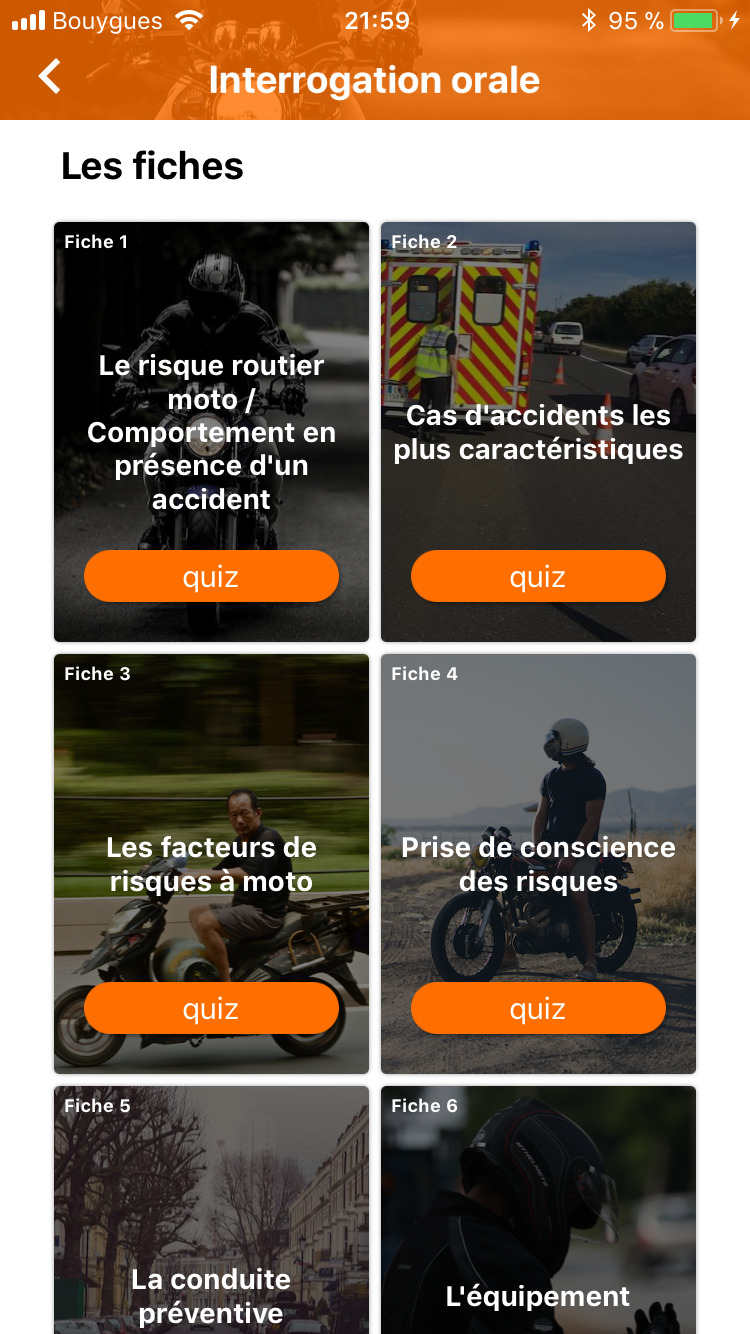 Bouygues 21:59 95 %
Interrogation orale
Les fiches
Fiche 1
Le risque routier
moto /
Comportement en
présence d'un
accident
quiz
Fiche 2
Cas d'accidents les
plus caractéristiques
quiz
Fiche 3
Les facteurs de
risques à moto
quiz
Fiche 4
Prise de conscience
des risques
quiz
Fiche 5
La conduite
préventive
Fiche 6
L'équipement